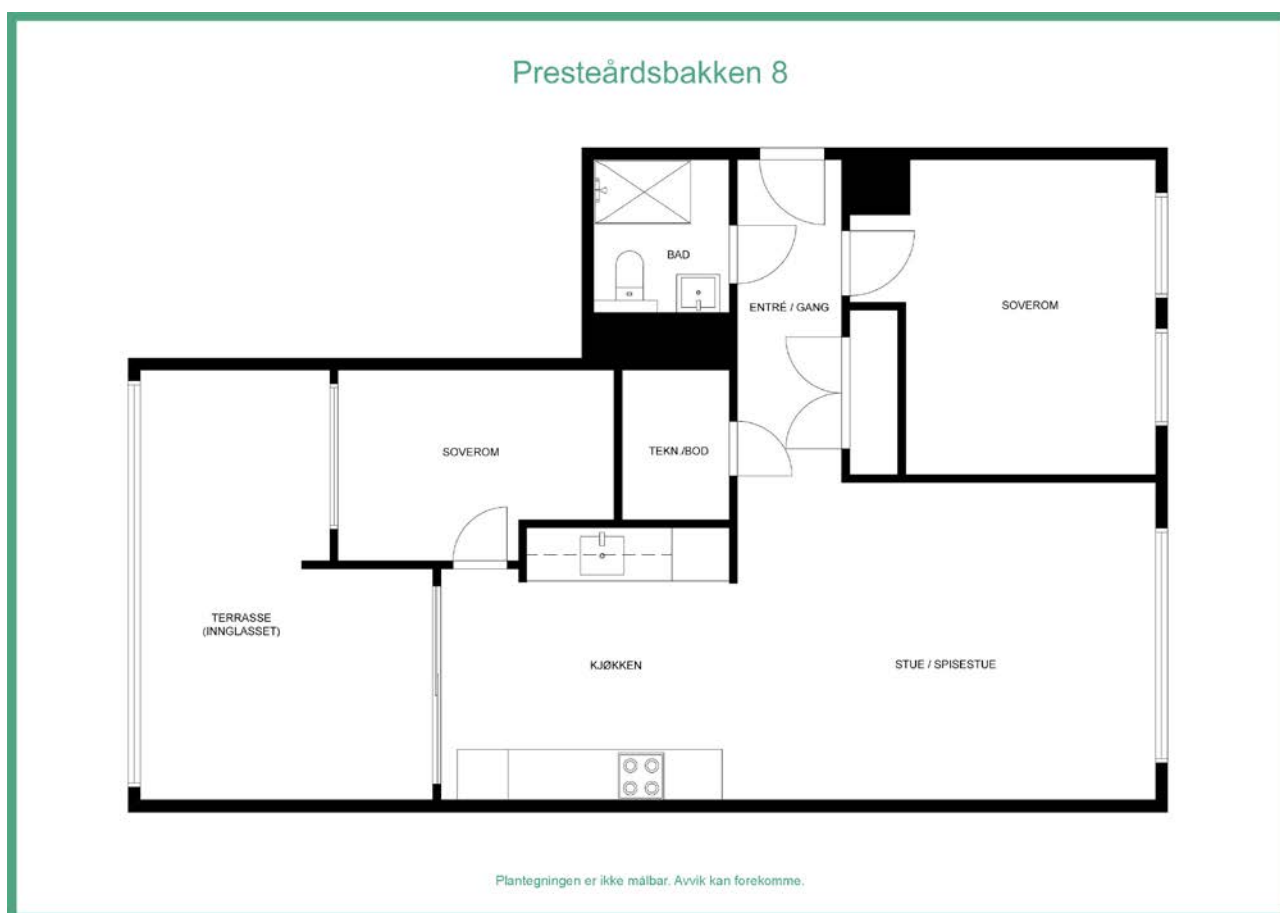 Presteårdsbakken 8
BAD
ENTRÉ / GANG
SOVEROM
SOVEROM
TEKN./BOD
TERRASSE
(INNGLASSET)
KJØKKEN
STUE / SPISESTUE
Plantegningen er ikke målbar. Avvik kan forekomme.